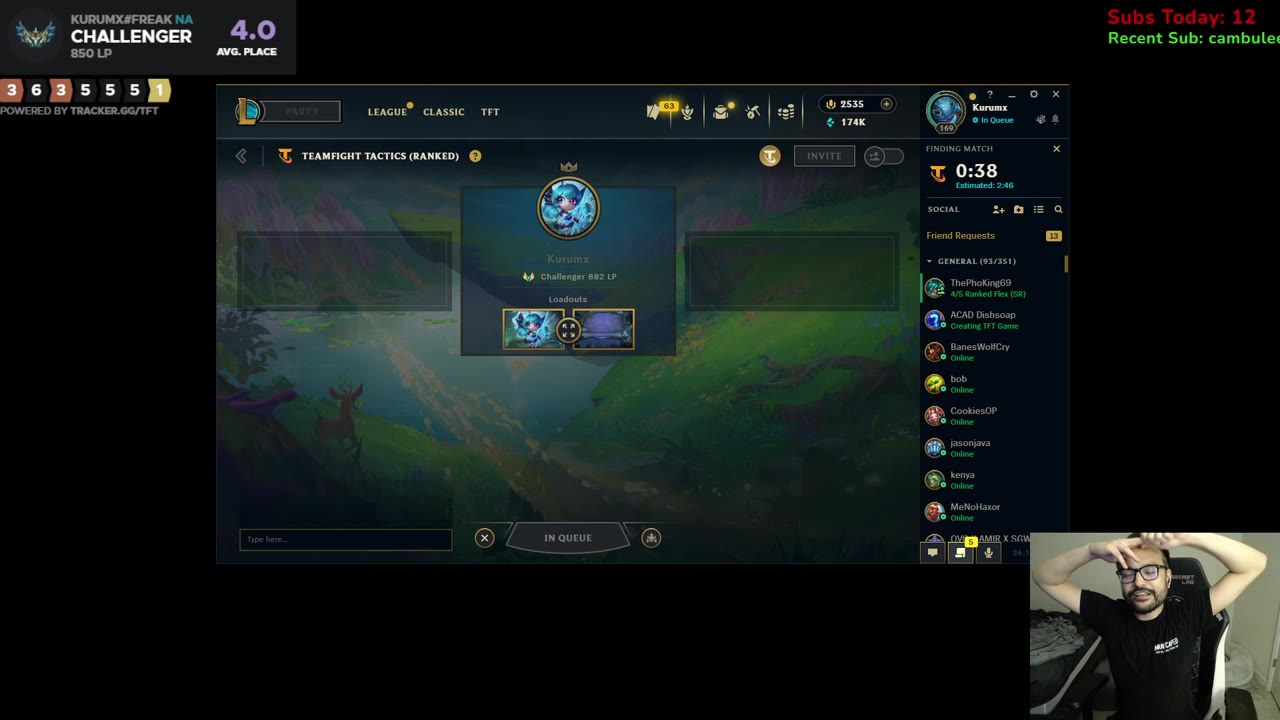 KURUMX#FREAK NA
CHALLENGER
850 LP
4.0
AVG. PLACE
3 6 3 5 5 5 1
POWERED BY TRACKER.GG/TFT
Subs Today: 12
Recent Sub: cambulee
PARTY
LEAGUE
CLASSIC
TFT
63
2535
174K
169
Kurumx
In Queue
TEAMFIGHT TACTICS (RANKED)
INVITE
FINDING MATCH
0:38
Estimated: 2:46
SOCIAL
Friend Requests
13
GENERAL (93/351)
ThePhoKing69
4/5 Ranked Flex (SR)
ACAD Dishsoap
Creating TFT Game
BanesWolfCry
Online
bob
Online
CookiesOP
Online
jasonjava
Online
kenya
Online
MeNoHaxor
Online
Kurumx
Challenger 882 LP
Loadouts
Type here...
IN QUEUE
5
SECRET
LAB